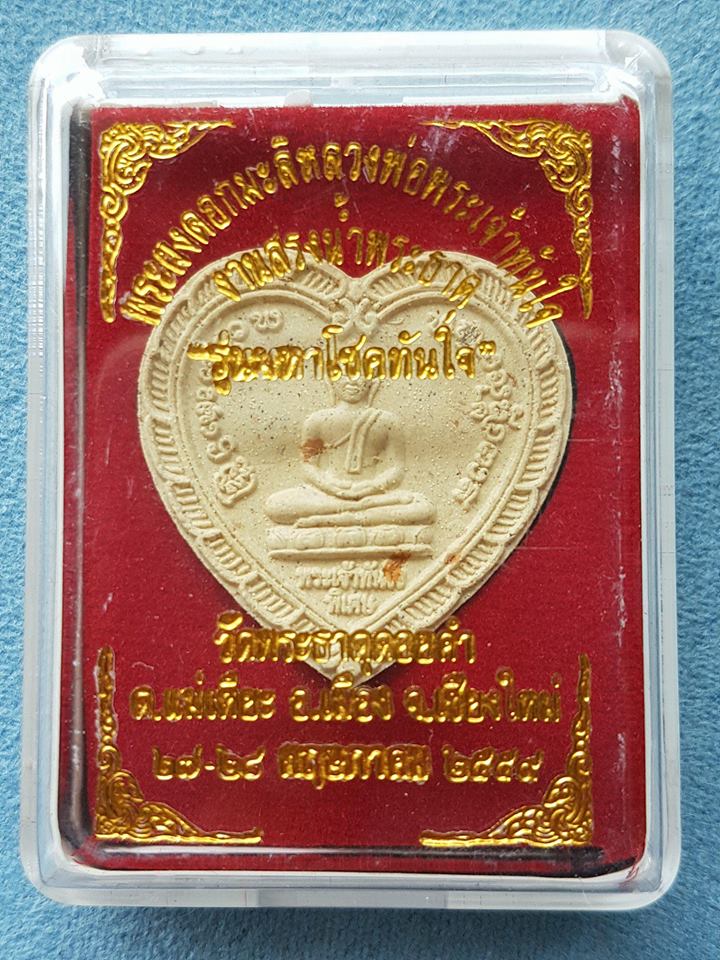 พระผงดอกมะลิหลวงพ่อพระเจ้าทันใจ
งานสรงน้ำพระธาตุ
"รุ่นมหาโชคทันใจ"
พระเจ้าทันใจ
พิเศษ
วัดพระธาตุดอยคำ
ต.แม่เหียะ อ.เมือง จ.เชียงใหม่
๒๗-๒๘ พฤษภาคม ๒๕๕๙